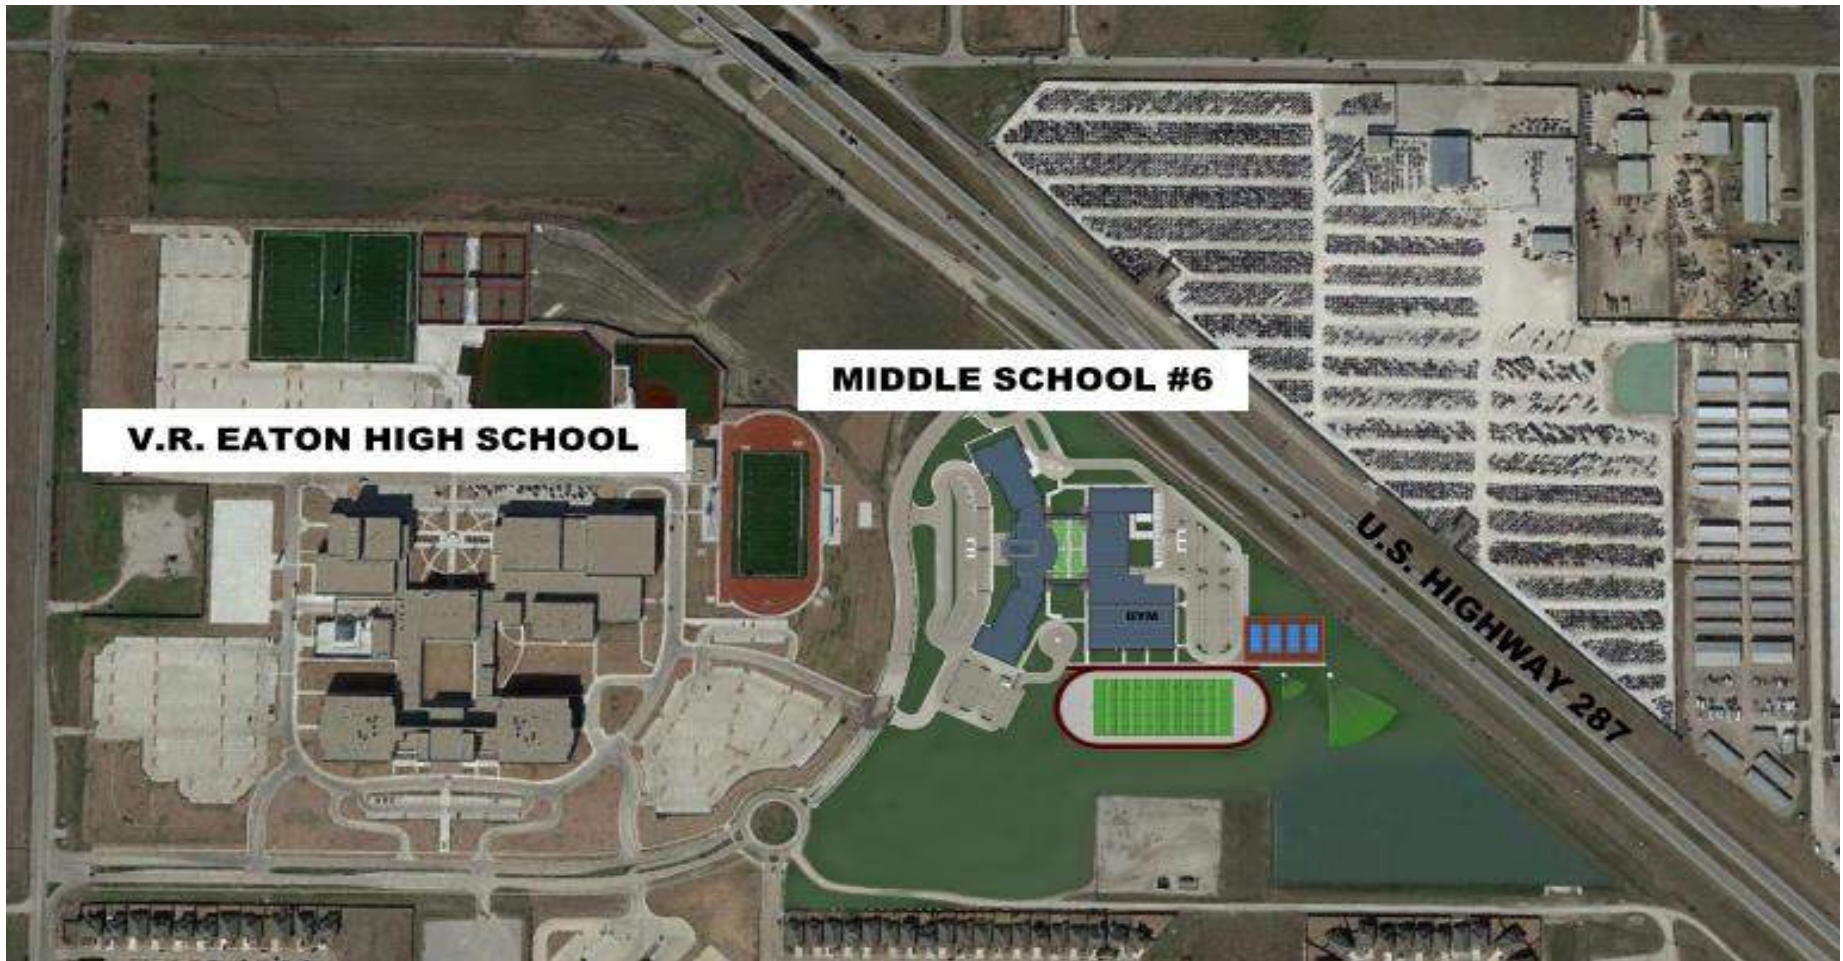 MIDDLE SCHOOL #6
V.R. EATON HIGH SCHOOL
U.S. HIGHWAY 287
GYM